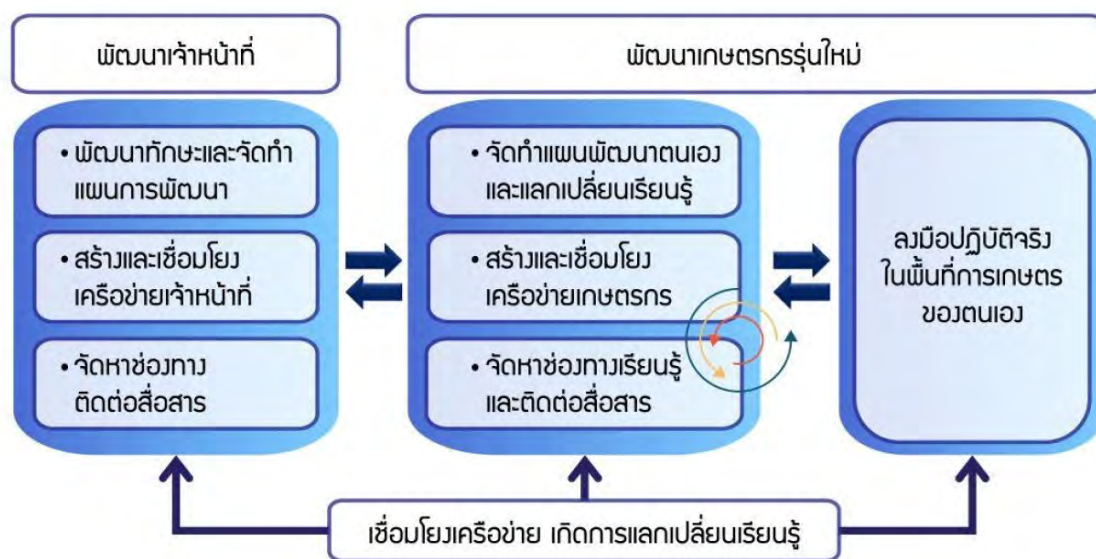 พัฒนาเจ้าหน้าที่
พัฒนาเกษตรกรรุ่นใหม่
• พัฒนาทักษะและจัดทำ
แผนการพัฒนา
• สร้างและเชื่อมโยง
เครือข่ายเจ้าหน้าที่
• จัดหาช่องทาง
ติดต่อสื่อสาร
• จัดทำแผนพัฒนาตนเอง
และแลกเปลี่ยนเรียนรู้
• สร้างและเชื่อมโยง
เครือข่ายเกษตรกร
• จัดหาช่องทางเรียนรู้
และติดต่อสื่อสาร
ลงมือปฏิบัติจริง
ในพื้นที่การเกษตร
ของตนเอง
เชื่อมโยงเครือข่าย เกิดการแลกเปลี่ยนเรียนรู้